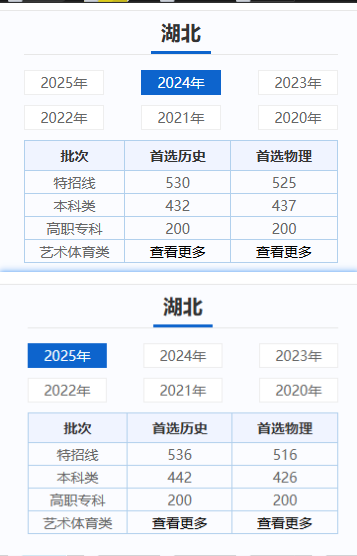 湖北
2025年 2024年 2023年
2022年 2021年 2020年
批次 首选历史 首选物理
特招线 530 525
本科类 432 437
高职专科 200 200
艺术体育类 查看更多 查看更多
湖北
2025年 2024年 2023年
2022年 2021年 2020年
批次 首选历史 首选物理
特招线 536 516
本科类 442 426
高职专科 200 200
艺术体育类 查看更多 查看更多